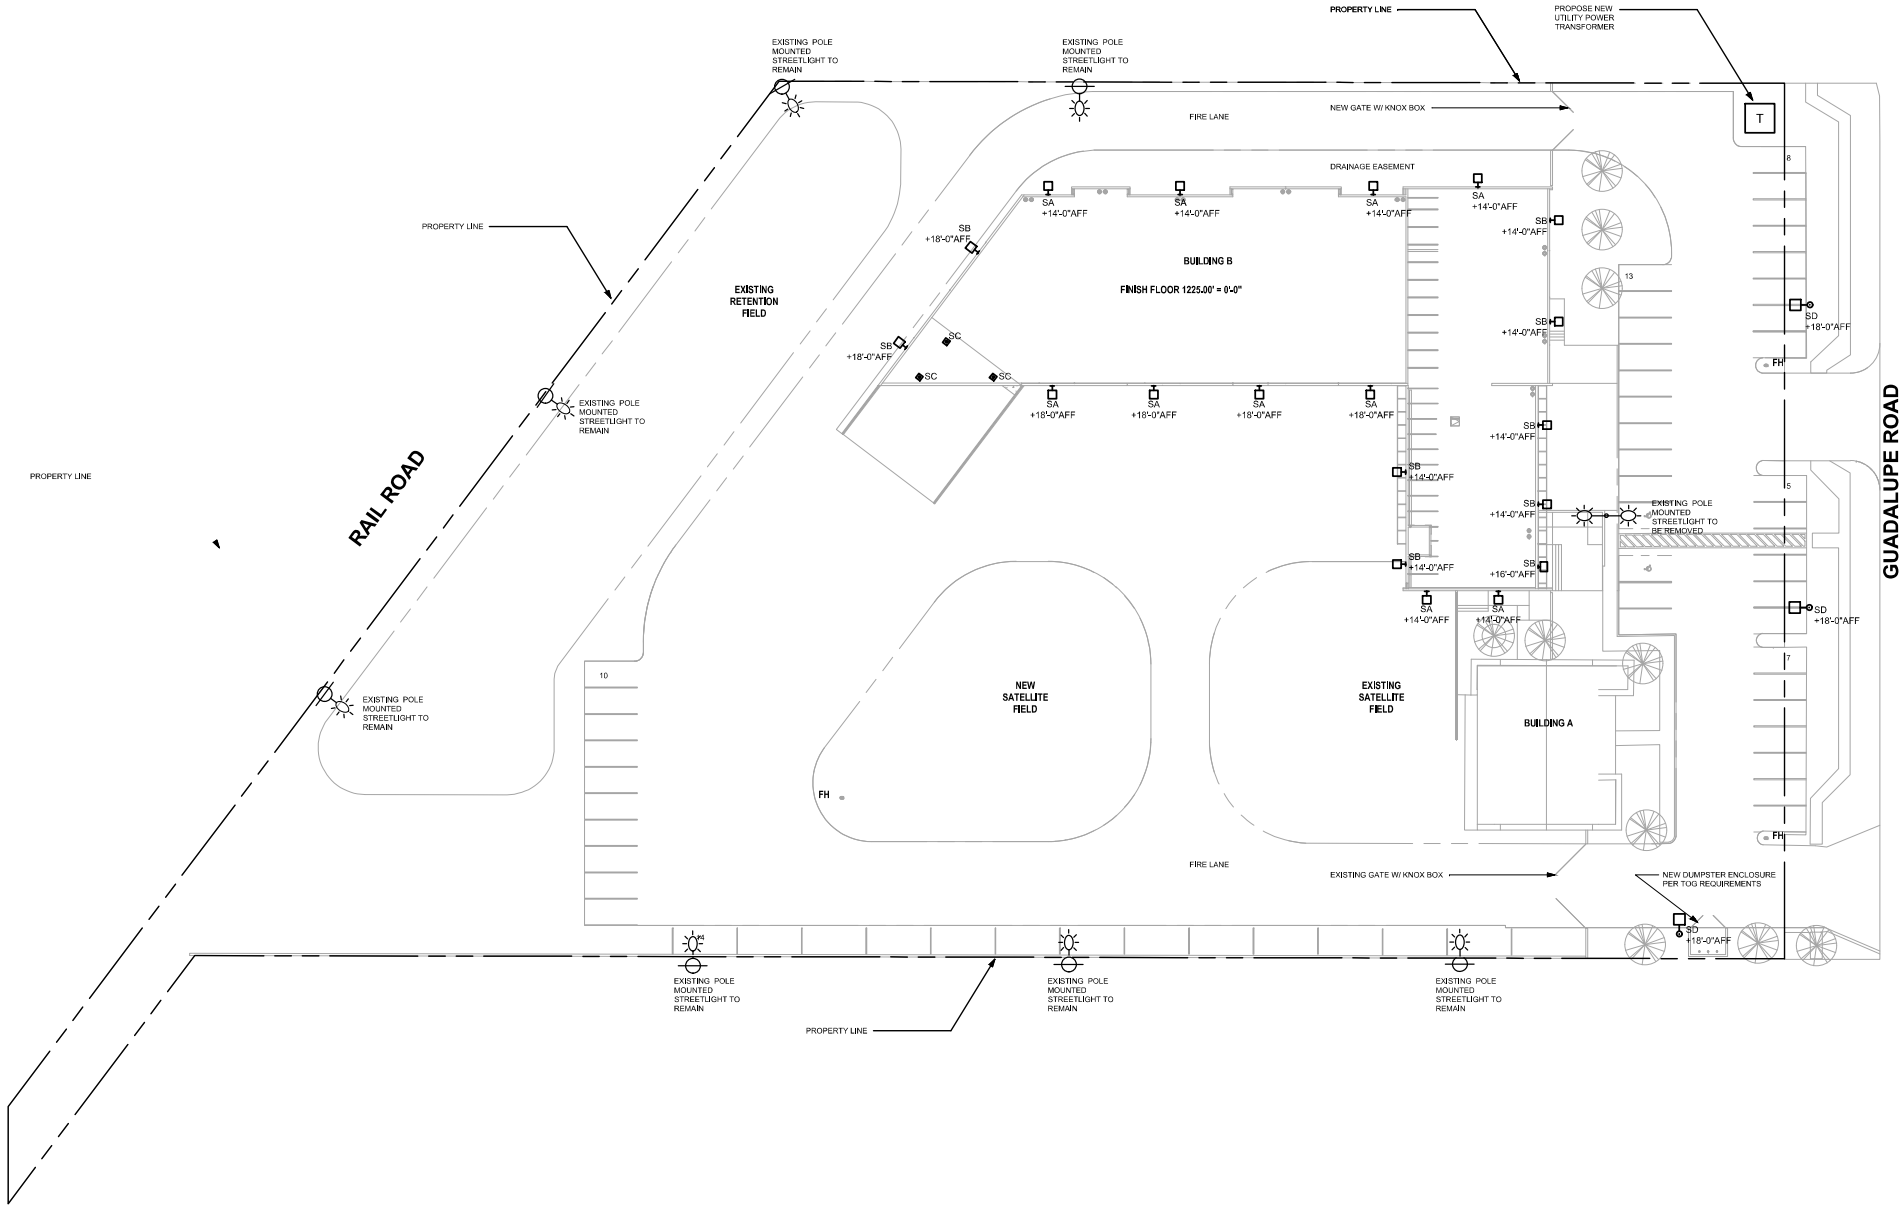 PROPERTY LINE
PROPOSE NEW
UTILITY POWER
TRANSFORMER
EXISTING POLE
MOUNTED
STREETLIGHT TO
REMAIN
EXISTING POLE
MOUNTED
STREETLIGHT TO
REMAIN
NEW GATE W/ KNOX BOX
FIRE LANE
T
DRAINAGE EASEMENT
8
SA
+14'-0"AFF
SA
+14'-0"AFF
SA
+14'-0"AFF
SA
+14'-0"AFF
SB
+14'-0"AFF
PROPERTY LINE
SB
+18'-0"AFF
BUILDING B
FINISH FLOOR 1225.00' = 0'-0"
13
EXISTING
RETENTION
FIELD
SD
+18'-0"AFF
SB
+14'-0"AFF
SB
+18'-0"AFF
SC
SC
SC
FH
SA
+18'-0"AFF
SA
+18'-0"AFF
SA
+18'-0"AFF
SA
+18'-0"AFF
EXISTING POLE
MOUNTED
STREETLIGHT TO
REMAIN
SB
+14'-0"AFF
GUADALUPE ROAD
PROPERTY LINE
RAIL ROAD
SB
+14'-0"AFF
5
SB
+14'-0"AFF
EXISTING POLE
MOUNTED
STREETLIGHT TO
BE REMOVED
SB
+14'-0"AFF
SB
+16'-0"AFF
SA
+14'-0"AFF
SA
+14'-0"AFF
SD
+18'-0"AFF
7
10
NEW
SATELLITE
FIELD
EXISTING
SATELLITE
FIELD
EXISTING POLE
MOUNTED
STREETLIGHT TO
REMAIN
BUILDING A
FH
FH
FIRE LANE
EXISTING GATE W/ KNOX BOX
NEW DUMPSTER ENCLOSURE
PER TOG REQUIREMENTS
SD
+18'-0"AFF
EXISTING POLE
MOUNTED
STREETLIGHT TO
REMAIN
EXISTING POLE
MOUNTED
STREETLIGHT TO
REMAIN
EXISTING POLE
MOUNTED
STREETLIGHT TO
REMAIN
PROPERTY LINE